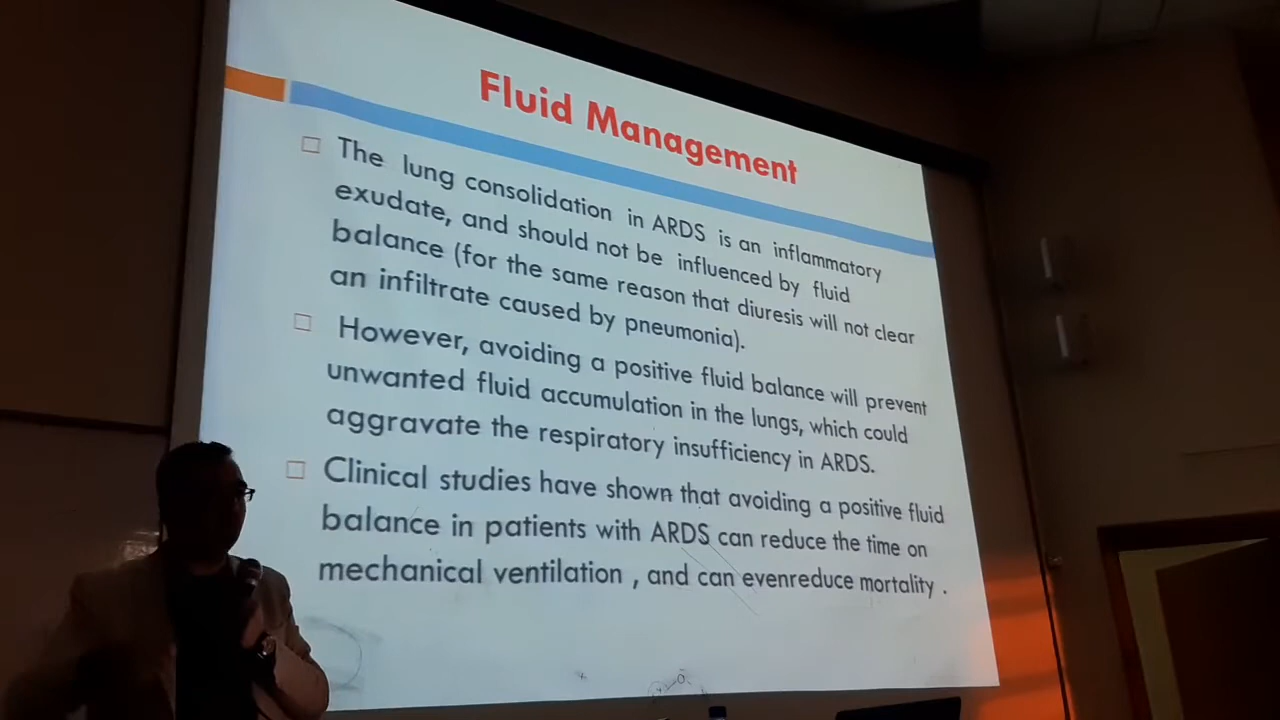 Fluid Management
The lung consolidation in ARDS is an inflammatory
exudate, and should not be influenced by fluid
balance (for the same reason that diuresis will not clear
an infiltrate caused by pneumonia).
However, avoiding a positive fluid balance will prevent
unwanted fluid accumulation in the lungs, which could
aggravate the respiratory insufficiency in ARDS.
Clinical studies have shown that avoiding a positive fluid
balance in patients with ARDS can reduce the time on
mechanical ventilation , and can evenreduce mortality .